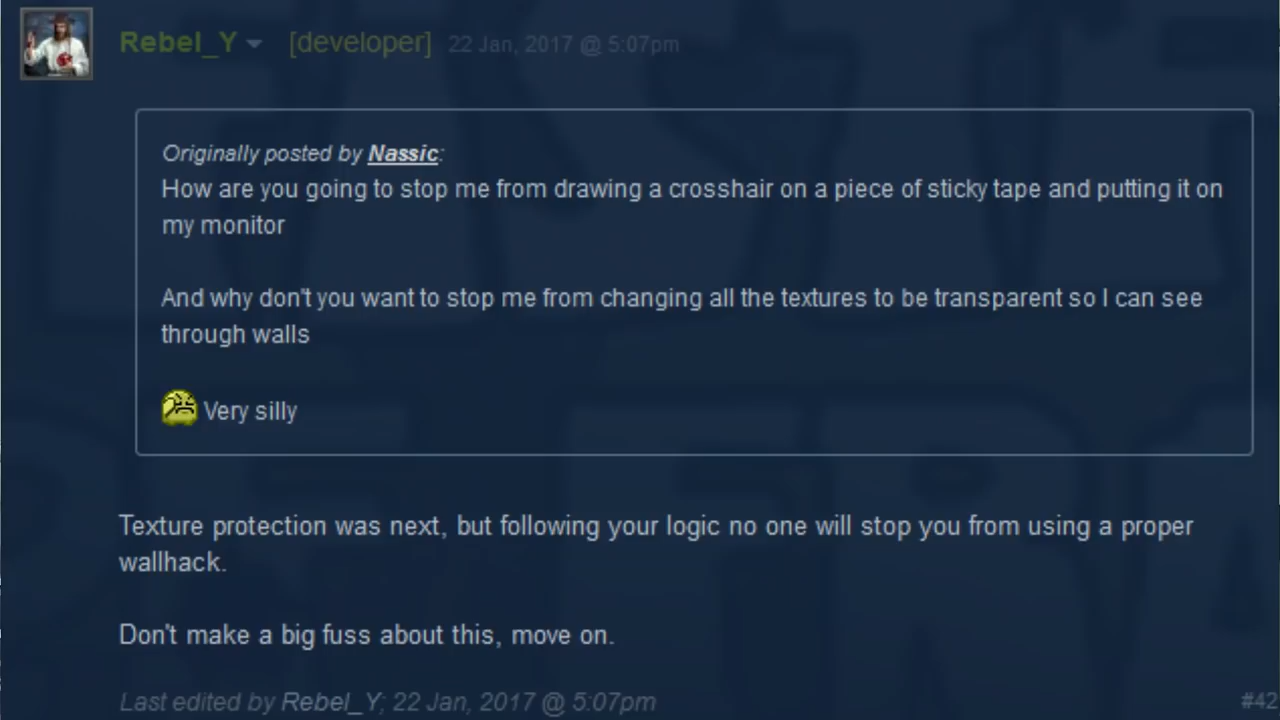 Rebel_Y [developer] 22 Jan, 2017 @ 5:07pm
Originally posted by Nassic:
How are you going to stop me from drawing a crosshair on a piece of sticky tape and putting it on
my monitor
And why don't you want to stop me from changing all the textures to be transparent so I can see
through walls
Very silly
Texture protection was next, but following your logic no one will stop you from using a proper
wallhack.
Don't make a big fuss about this, move on.
Last edited by Rebel_Y; 22 Jan, 2017 @ 5:07pm
#42